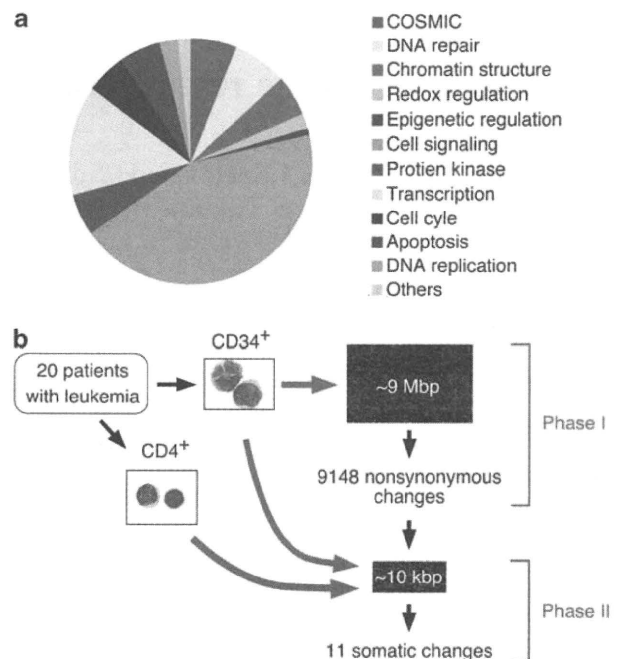 a
COSMIC
DNA repair
Chromatin structure
Redox regulation
Epigenetic regulation
Cell signaling
Protien kinase
Transcription
Cell cyle
Apoptosis
DNA replication
Others
b
20 patients
with leukemia
CD34+
CD4+
~9 Mbp
9148 nonsynonymous
changes
Phase I
~10 kbp
11 somatic changes
Phase II